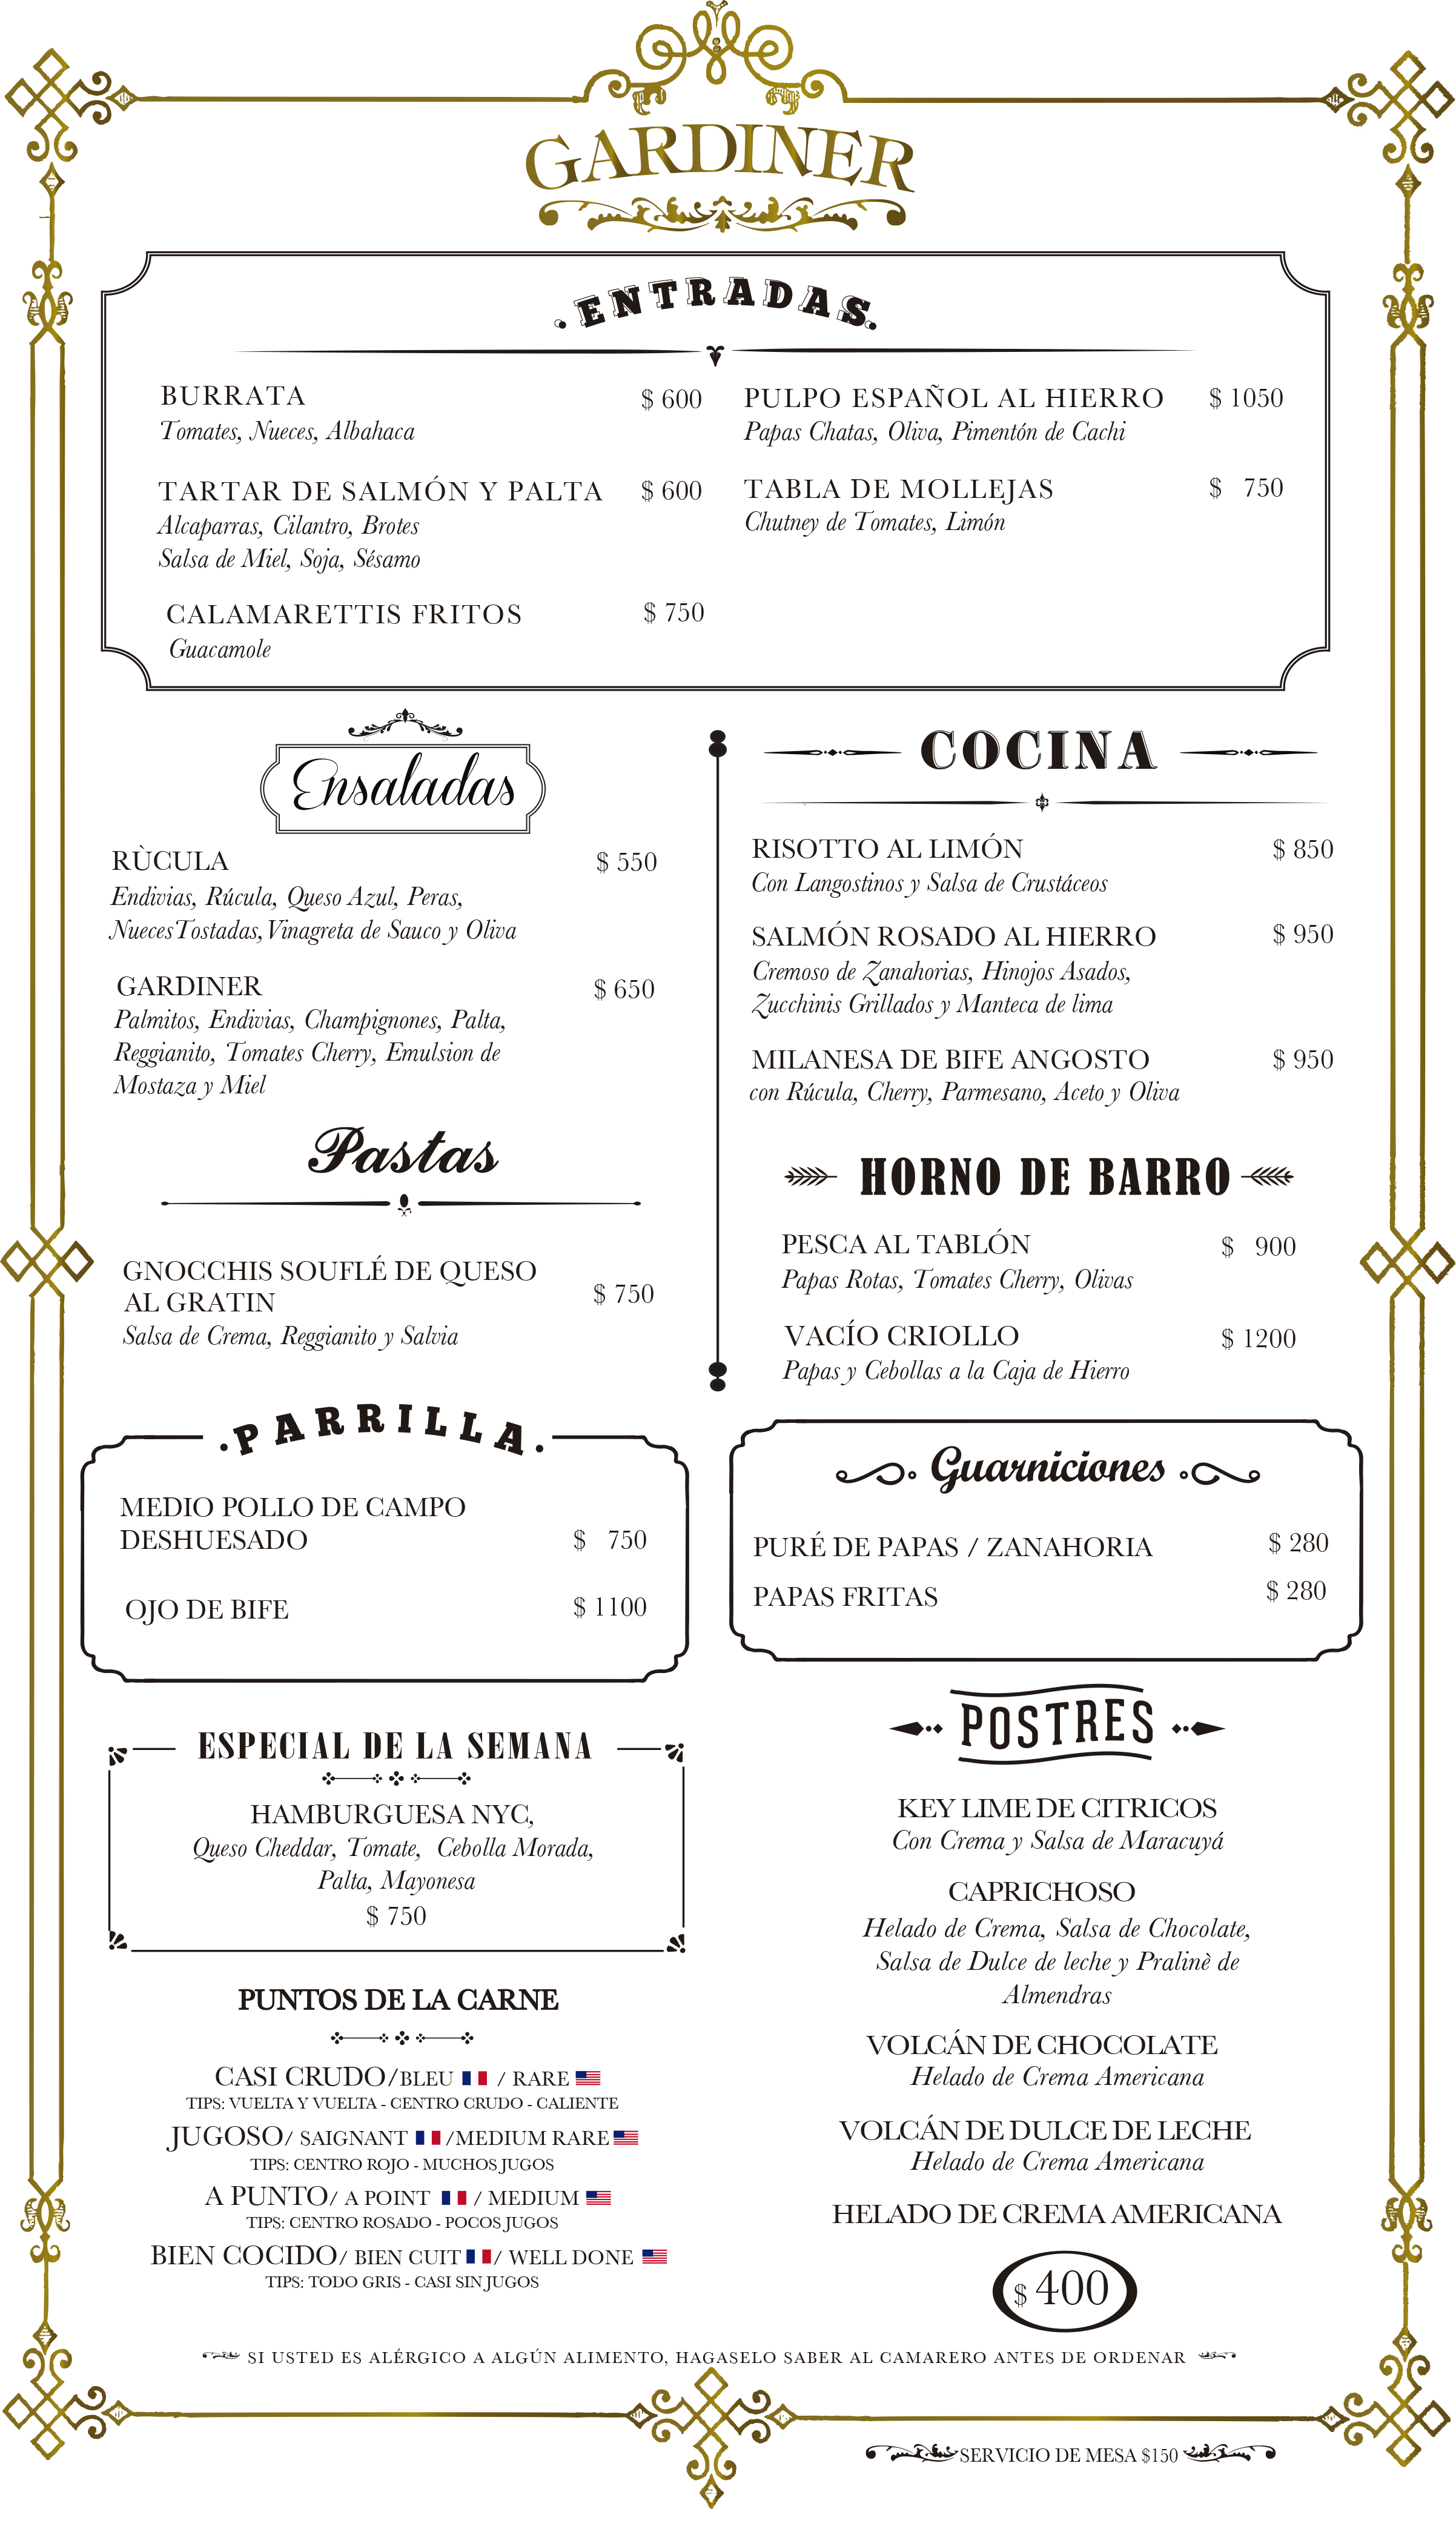 GARDINER
ENTRADAS
BURRATA $ 600
Tomates, Nueces, Albahaca
TARTAR DE SALMÓN Y PALTA $ 600
Alcaparras, Cilantro, Brotes
Salsa de Miel, Soja, Sésamo
CALAMARETTIS FRITOS $ 750
Guacamole
PULPO ESPAÑOL AL HIERRO $ 1050
Papas Chatas, Oliva, Pimentón de Cachi
TABLA DE MOLLEJAS $ 750
Chutney de Tomates, Limón
Ensaladas
RÙCULA $ 550
Endivias, Rúcula, Queso Azul, Peras,
Nueces Tostadas, Vinagreta de Sauco y Oliva
GARDINER $ 650
Palmitos, Endivias, Champignones, Palta,
Reggianito, Tomates Cherry, Emulsion de
Mostaza y Miel
Pastas
GNOCCHIS SOUFLÉ DE QUESO
AL GRATIN $ 750
Salsa de Crema, Reggianito y Salvia
COCINA
RISOTTO AL LIMÓN $ 850
Con Langostinos y Salsa de Crustáceos
SALMÓN ROSADO AL HIERRO $ 950
Cremoso de Zanahorias, Hinojos Asados,
Zucchinis Grillados y Manteca de lima
MILANESA DE BIFE ANGOSTO $ 950
con Rúcula, Cherry, Parmesano, Aceto y Oliva
HORNO DE BARRO
PESCA AL TABLÓN $ 900
Papas Rotas, Tomates Cherry, Olivas
VACÍO CRIOLLO $ 1200
Papas y Cebollas a la Caja de Hierro
PARRILLA
MEDIO POLLO DE CAMPO
DESHUESADO $ 750
OJO DE BIFE $ 1100
Guarniciones
PURÉ DE PAPAS / ZANAHORIA $ 280
PAPAS FRITAS $ 280
ESPECIAL DE LA SEMANA
HAMBURGUESA NYC,
Queso Cheddar, Tomate, Cebolla Morada,
Palta, Mayonesa
$ 750
PUNTOS DE LA CARNE
CASI CRUDO/BLEU / RARE
TIPS: VUELTA Y VUELTA - CENTRO CRUDO - CALIENTE
JUGOSO/ SAIGNANT /MEDIUM RARE
TIPS: CENTRO ROJO - MUCHOS JUGOS
A PUNTO/ A POINT / MEDIUM
TIPS: CENTRO ROSADO - POCOS JUGOS
BIEN COCIDO/ BIEN CUIT / WELL DONE
TIPS: TODO GRIS - CASI SIN JUGOS
POSTRES
KEY LIME DE CITRICOS
Con Crema y Salsa de Maracuyá
CAPRICHOSO
Helado de Crema, Salsa de Chocolate,
Salsa de Dulce de leche y Pralinè de
Almendras
VOLCÁN DE CHOCOLATE
Helado de Crema Americana
VOLCÁN DE DULCE DE LECHE
Helado de Crema Americana
HELADO DE CREMA AMERICANA
$ 400
SI USTED ES ALÉRGICO A ALGÚN ALIMENTO, HAGASELO SABER AL CAMARERO ANTES DE ORDENAR
SERVICIO DE MESA $150